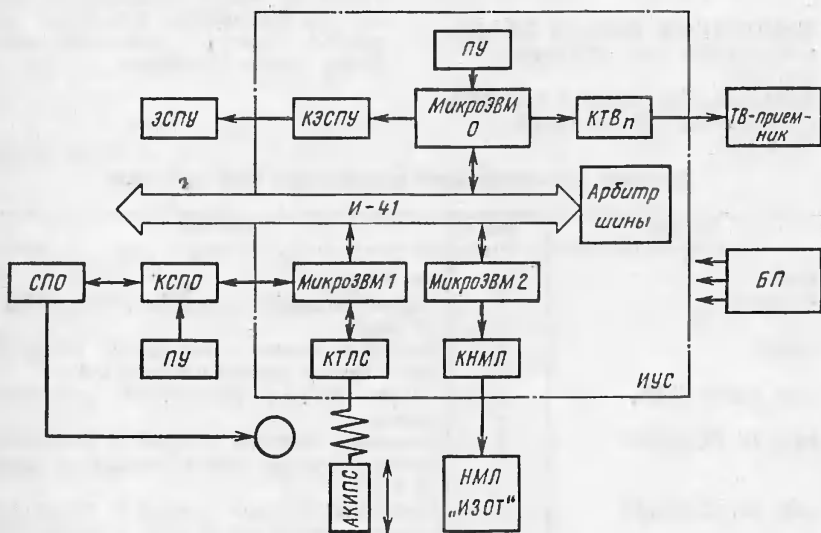 ПУ
ЭСПУ
КЭСПУ
МикроЭВМ
0
КТВп
ТВ-прием-
ник
И-41
Арбитр
шины
СПО
КСПО
МикроЭВМ 1
МикроЭВМ 2
БП
ПУ
КТЛС
КНМЛ
ИУС
АКИПС
НМЛ
„ИЗОТ“